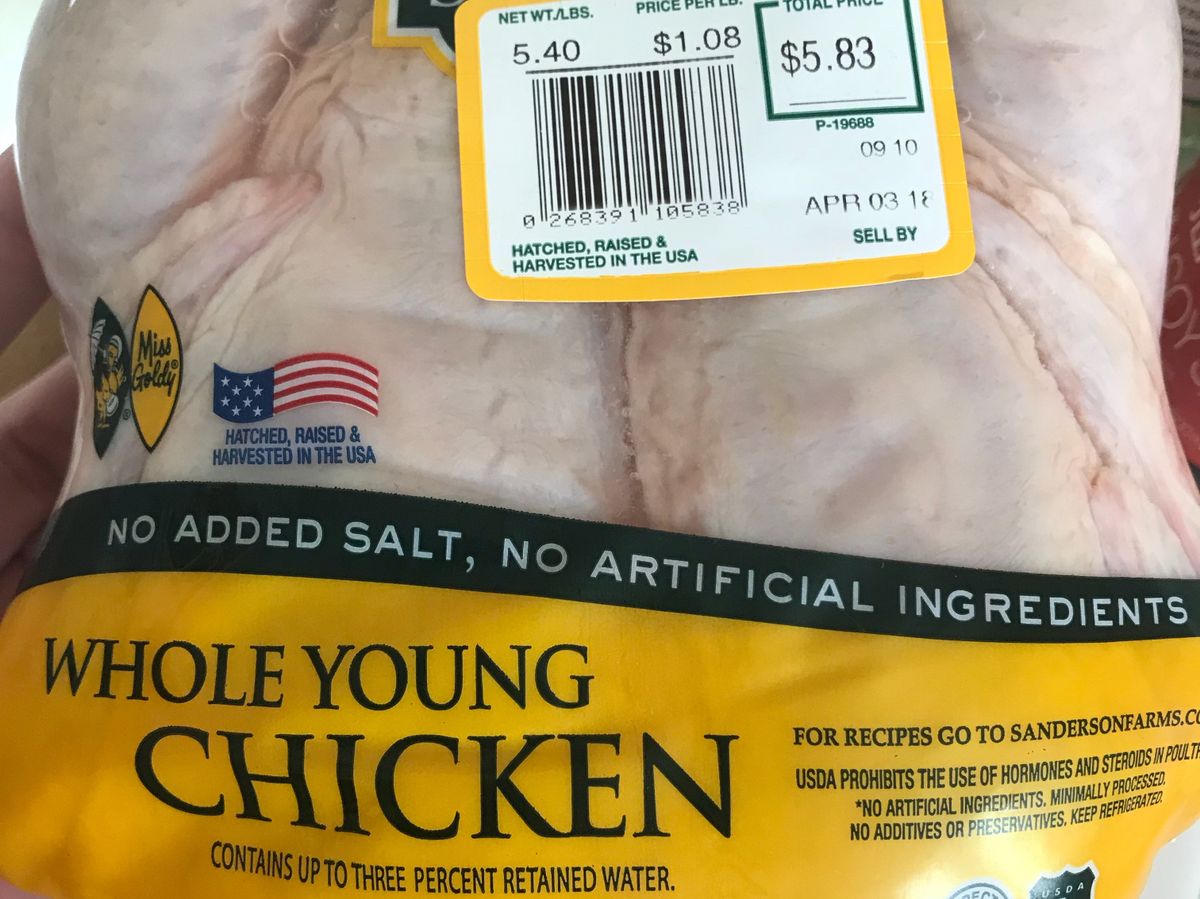 NET WT./LBS. PRICE PER LB. TOTAL PRICE
5.40 $1.08 $5.83
P-19688
09 10
APR 03 18
SELL BY
0 268391 105838
HATCHED, RAISED &
HARVESTED IN THE USA
Miss
Goldy®
HATCHED, RAISED &
HARVESTED IN THE USA
NO ADDED SALT, NO ARTIFICIAL INGREDIENTS
WHOLE YOUNG
CHICKEN
CONTAINS UP TO THREE PERCENT RETAINED WATER.
FOR RECIPES GO TO SANDERSONFARMS.CO
USDA PROHIBITS THE USE OF HORMONES AND STEROIDS IN POULTR
*NO ARTIFICIAL INGREDIENTS. MINIMALLY PROCESSED.
NO ADDITIVES OR PRESERVATIVES. KEEP REFRIGERATED.
USDA